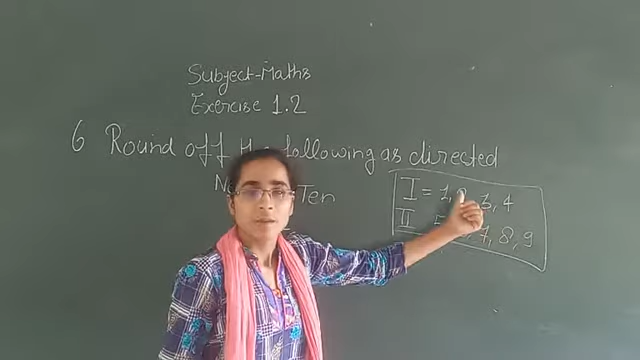 Subject-Maths
Exercise 1.2
6 Round off the following as directed
Ten
I = 1, 2, 3, 4
II 7, 8, 9